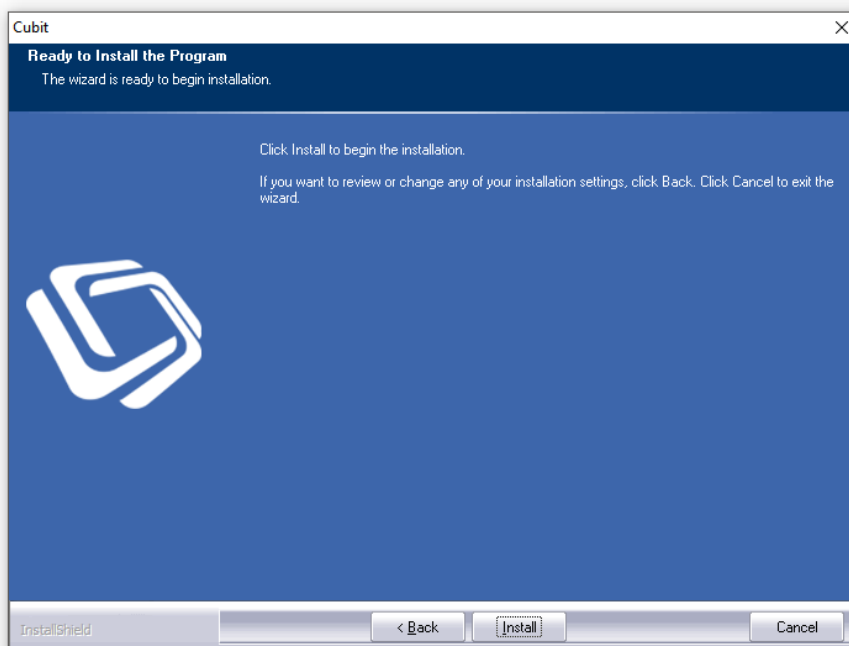 Cubit
Ready to Install the Program
The wizard is ready to begin installation.
Click Install to begin the installation.
If you want to review or change any of your installation settings, click Back. Click Cancel to exit the
wizard.
InstallShield
< Back
Install
Cancel